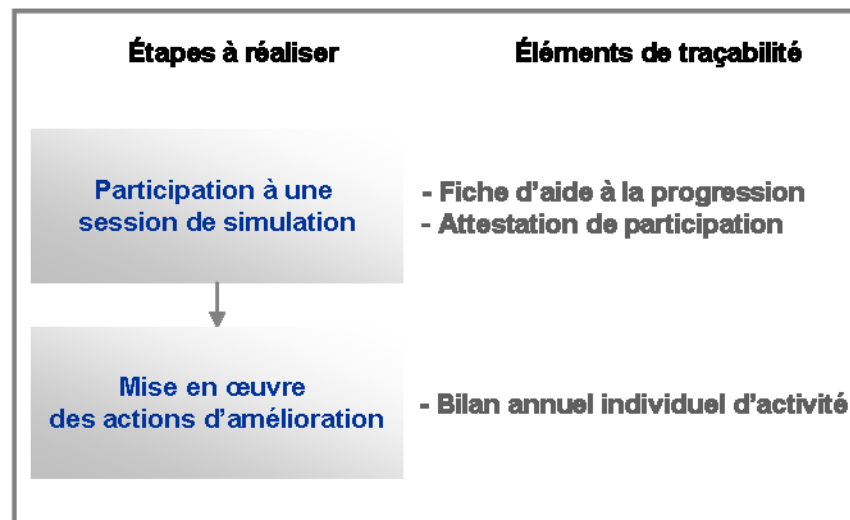 Étapes à réaliser
Éléments de traçabilité
Participation à une
session de simulation
- Fiche d'aide à la progression
- Attestation de participation
Mise en œuvre
des actions d'amélioration
- Bilan annuel individuel d'activité